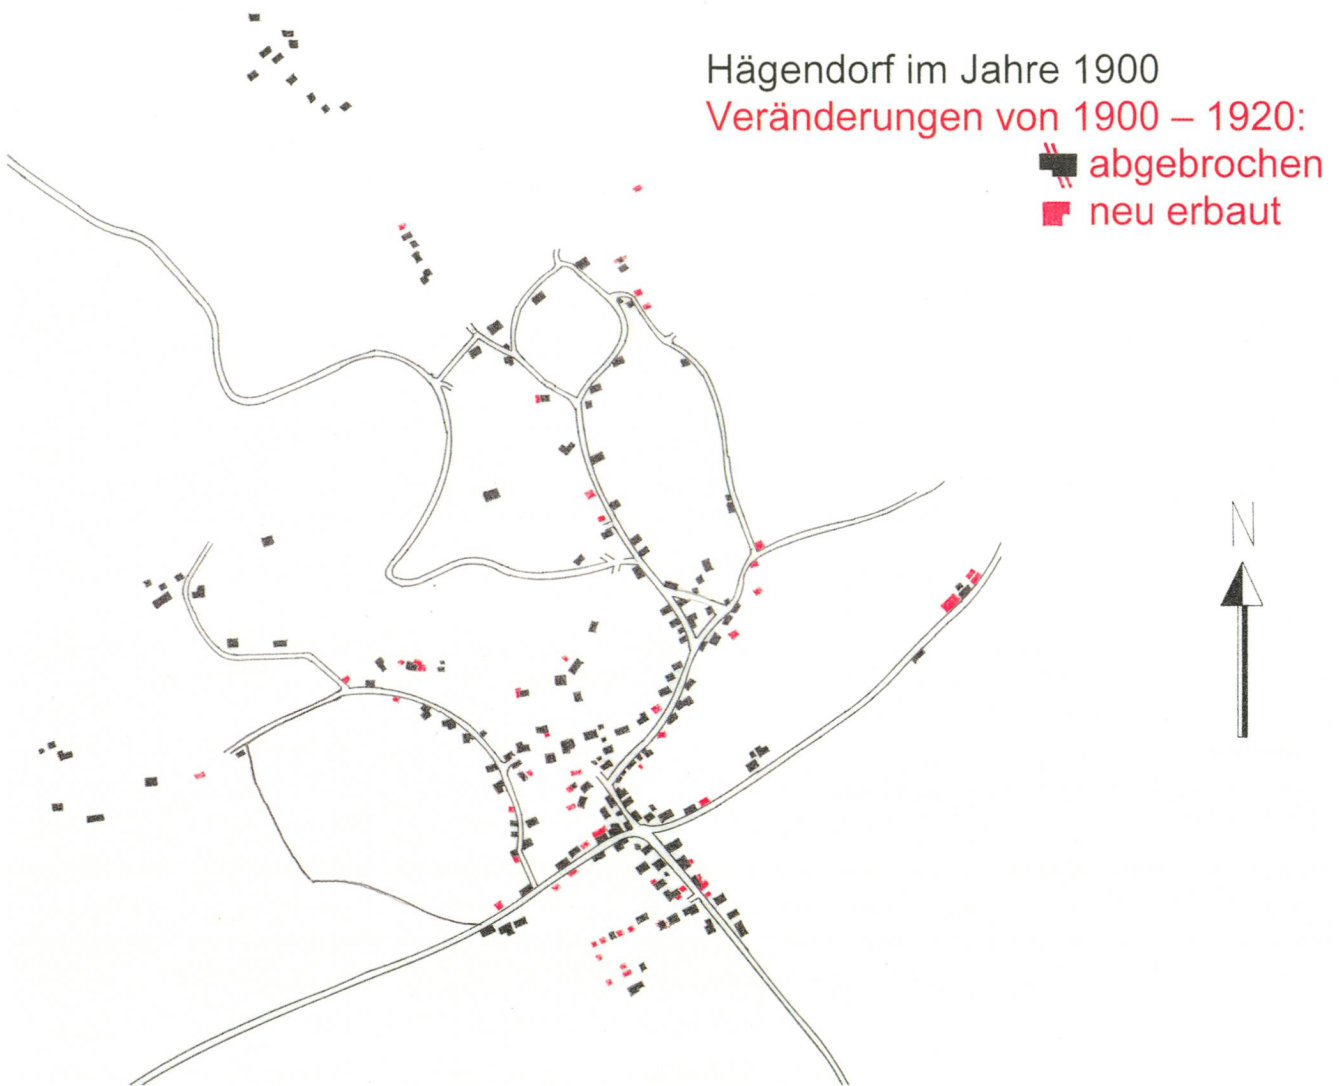 Hägendorf im Jahre 1900
Veränderungen von 1900 – 1920:
abgebrochen
neu erbaut
N